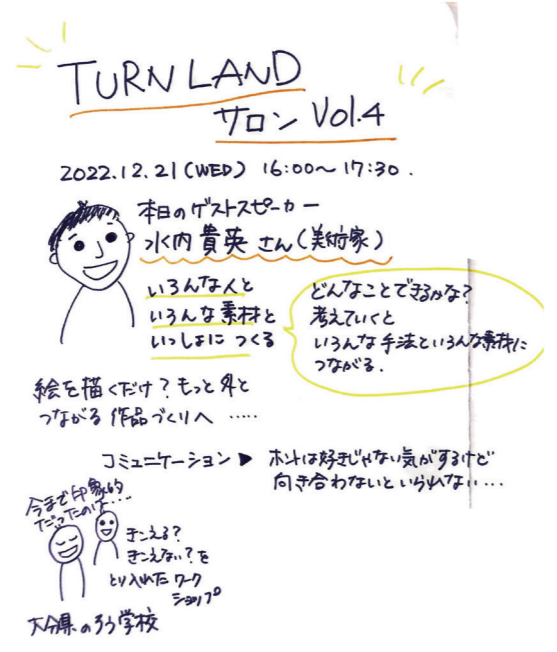 TURN LAND
サロン Vol.4
2022.12.21(WED) 16:00〜17:30.
本日のゲストスピーカー
水内貴英さん(美術家)
いろんな人と
いろんな素材と
いっしょに つくる
どんなことできるかな?
考えていくと
いろんな手法といろんな素材に
つながる.
絵を描くだけ?もっと外と
つながる作品づくりへ ……
コミュニケーション ▶ ホントは好きじゃない気がするけど
向き合わないといられない…
今まで印象的
だったのは…
きこえる?
きこえない?を
とり入れた ワーク
ショップ
大分県のろう学校